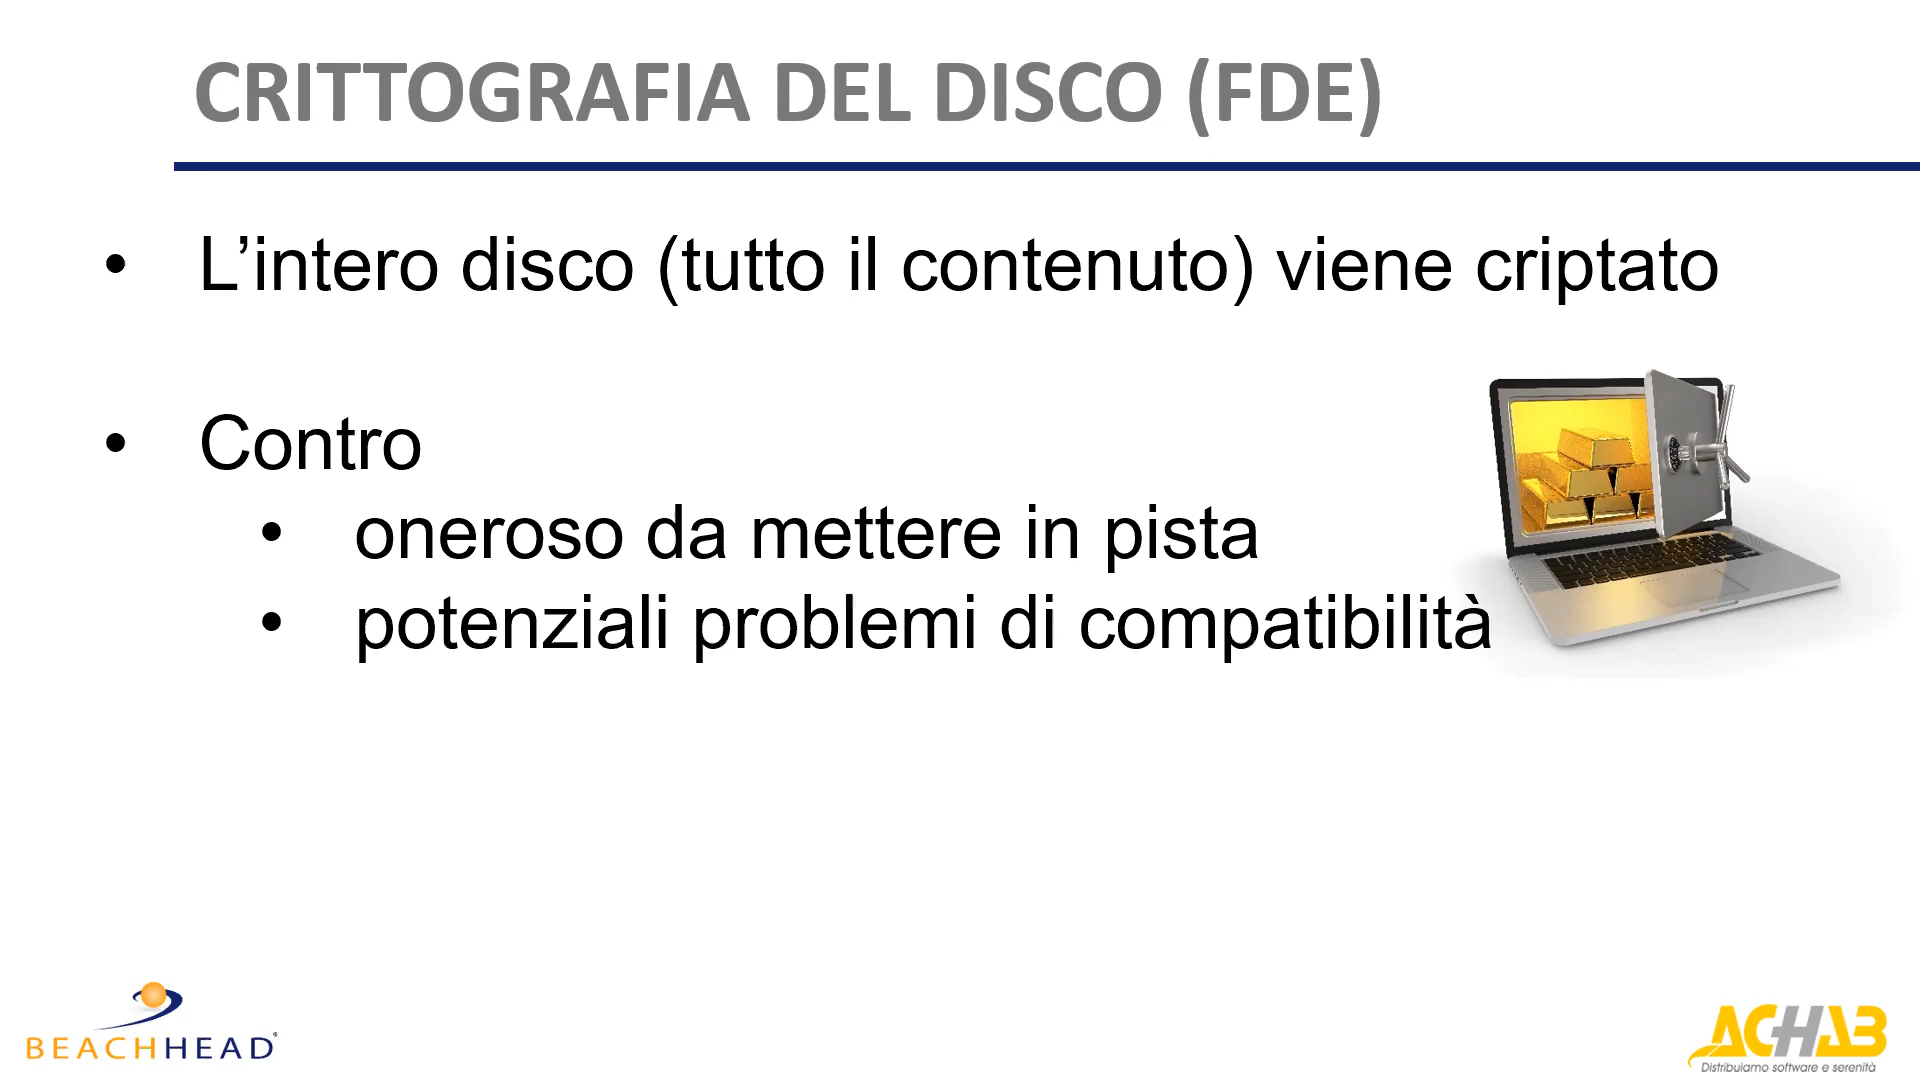 CRITTOGRAFIA DEL DISCO (FDE)
• L’intero disco (tutto il contenuto) viene criptato
• Contro
• oneroso da mettere in pista
• potenziali problemi di compatibilità
BEACHHEAD®
ACHAB
Distribuiamo software e serenità